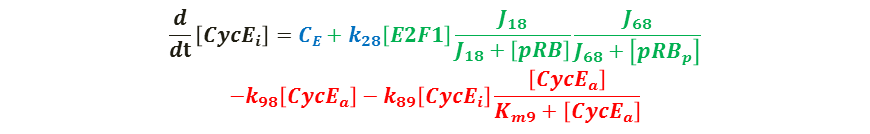 d/dt [CycE_i] = C_E + k_28[E2F1] J_18/(J_18 + [pRB]) J_68/(J_68 + [pRB_p])
−k_98[CycE_a] − k_89[CycE_i] [CycE_a]/(K_m9 + [CycE_a])